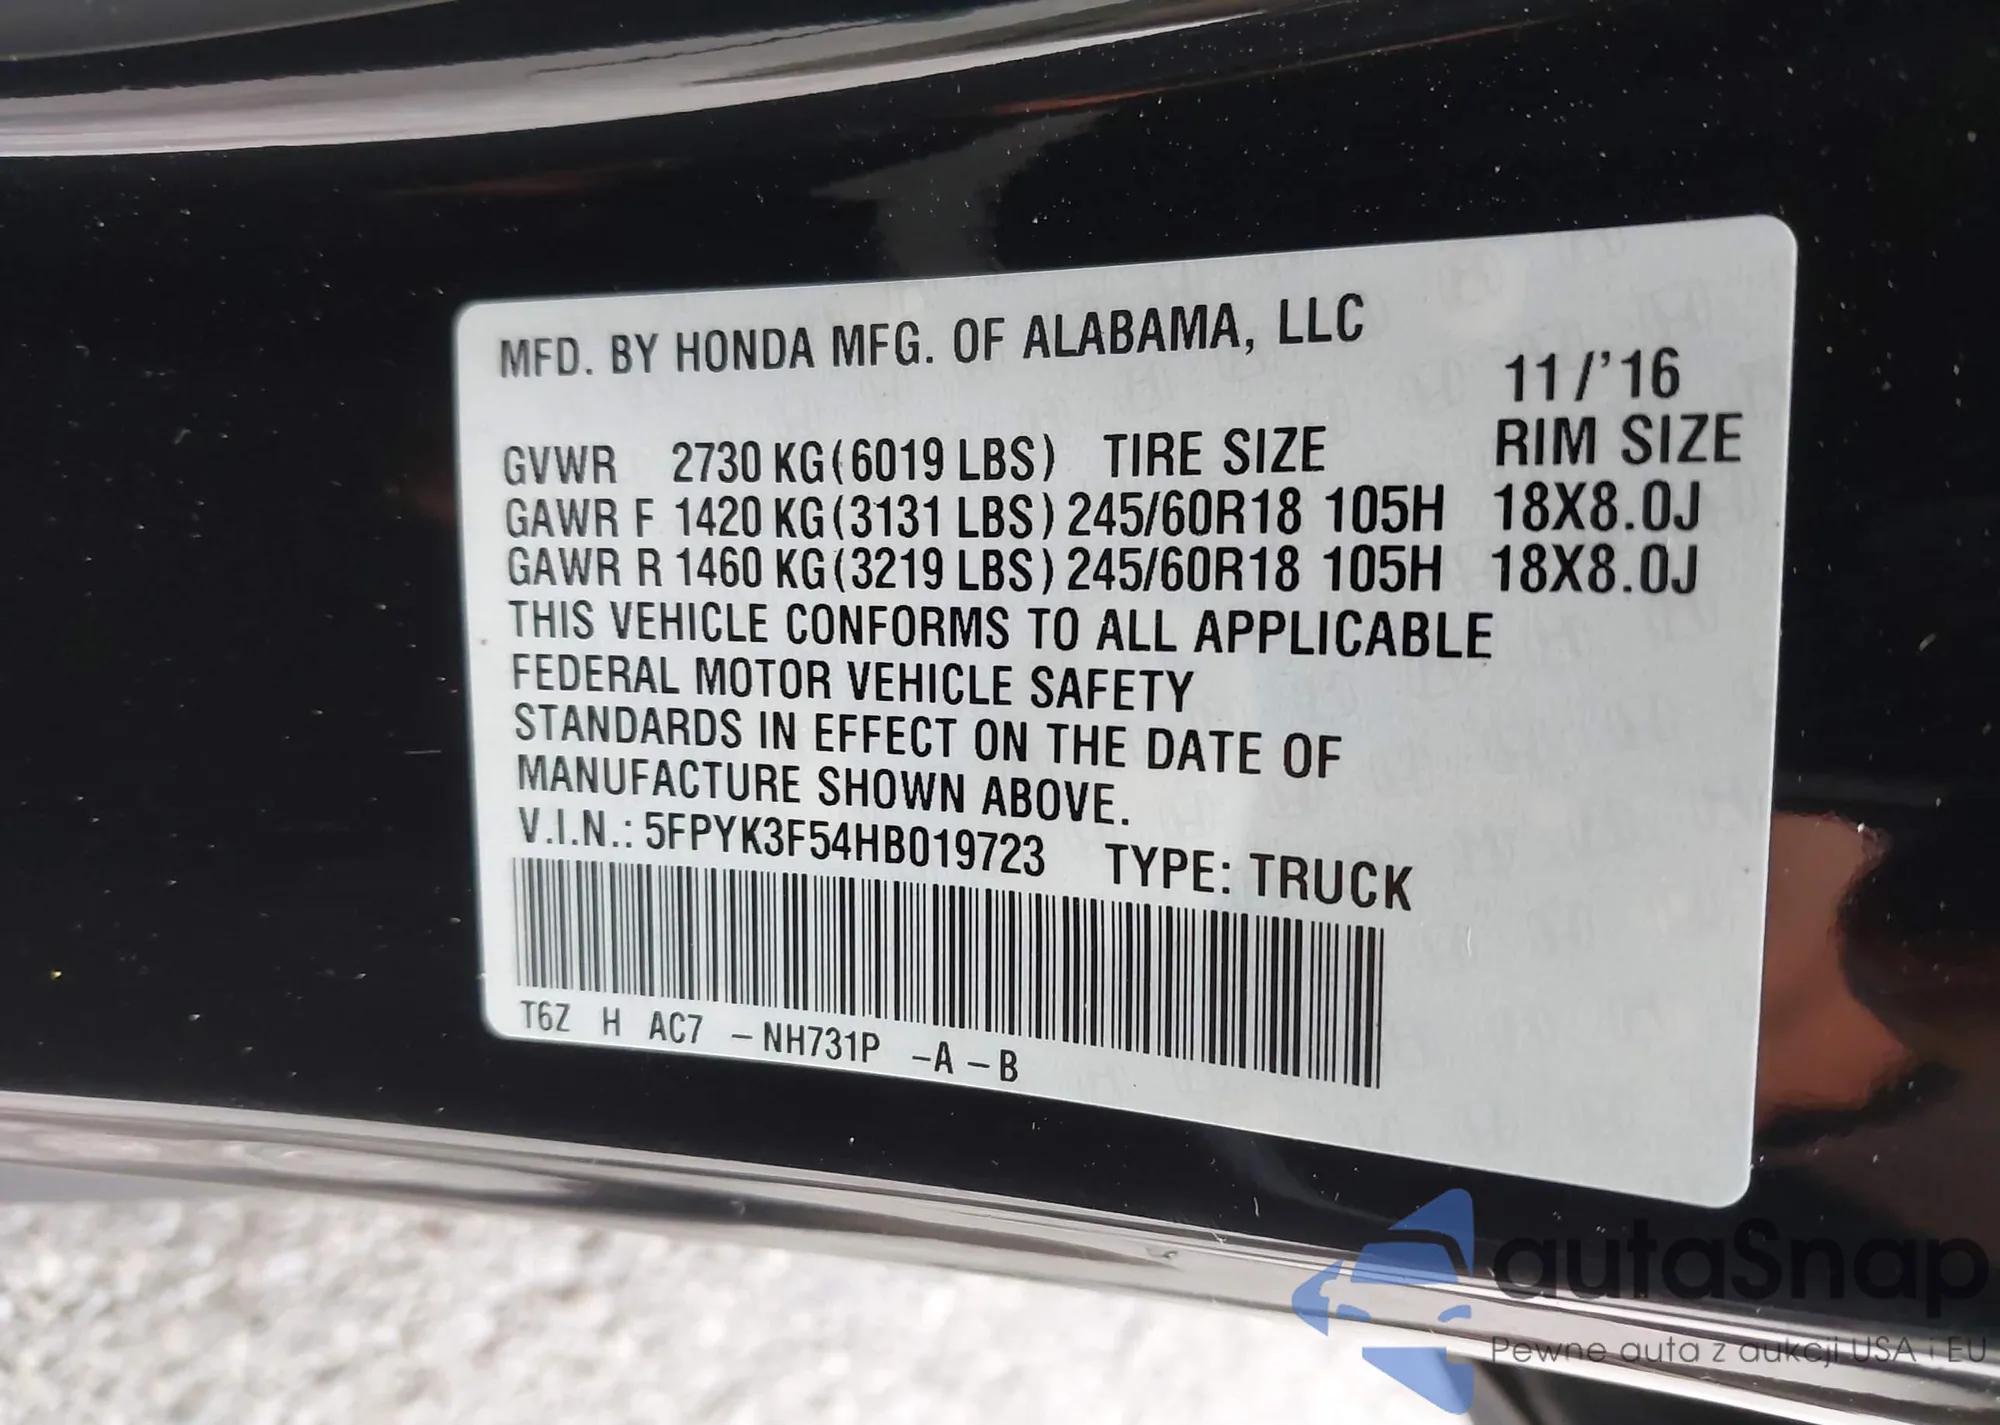 MFD. BY HONDA MFG. OF ALABAMA, LLC
11/'16
GVWR 2730 KG(6019 LBS) TIRE SIZE RIM SIZE
GAWR F 1420 KG(3131 LBS) 245/60R18 105H 18X8.0J
GAWR R 1460 KG(3219 LBS) 245/60R18 105H 18X8.0J
THIS VEHICLE CONFORMS TO ALL APPLICABLE
FEDERAL MOTOR VEHICLE SAFETY
STANDARDS IN EFFECT ON THE DATE OF
MANUFACTURE SHOWN ABOVE.
V.I.N.: 5FPYK3F54HB019723 TYPE: TRUCK
T6Z H AC7 -NH731P -A-B
autaSnap
Pewne auta z aukcji USA i EU